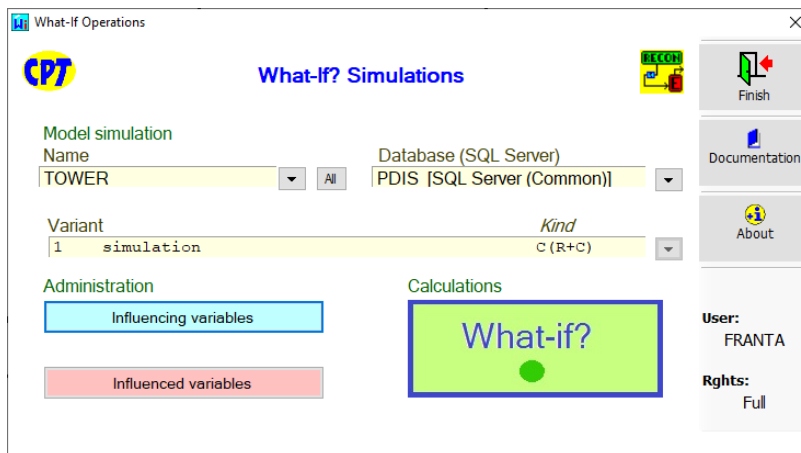 What-If Operations
CPT
What-If? Simulations
RECON
Finish
Model simulation
Name
Database (SQL Server)
Documentation
TOWER
All
PDIS [SQL Server (Common)]
Variant
Kind
About
1 simulation C(R+C)
Administration
Calculations
Influencing variables
What-if?
User:
FRANTA
Influenced variables
Rghts:
Full